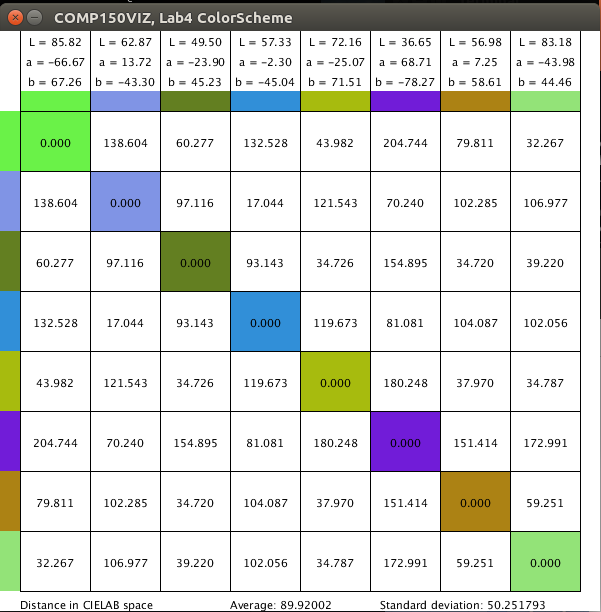 COMP150VIZ, Lab4 ColorScheme
L = 85.82 L = 62.87 L = 49.50 L = 57.33 L = 72.16 L = 36.65 L = 56.98 L = 83.18
a = −66.67 a = 13.72 a = −23.90 a = −2.30 a = −25.07 a = 68.71 a = 7.25 a = −43.98
b = 67.26 b = −43.30 b = 45.23 b = −45.04 b = 71.51 b = −78.27 b = 58.61 b = 44.46
0.000 138.604 60.277 132.528 43.982 204.744 79.811 32.267
138.604 0.000 97.116 17.044 121.543 70.240 102.285 106.977
60.277 97.116 0.000 93.143 34.726 154.895 34.720 39.220
132.528 17.044 93.143 0.000 119.673 81.081 104.087 102.056
43.982 121.543 34.726 119.673 0.000 180.248 37.970 34.787
204.744 70.240 154.895 81.081 180.248 0.000 151.414 172.991
79.811 102.285 34.720 104.087 37.970 151.414 0.000 59.251
32.267 106.977 39.220 102.056 34.787 172.991 59.251 0.000
Distance in CIELAB space Average: 89.92002 Standard deviation: 50.251793